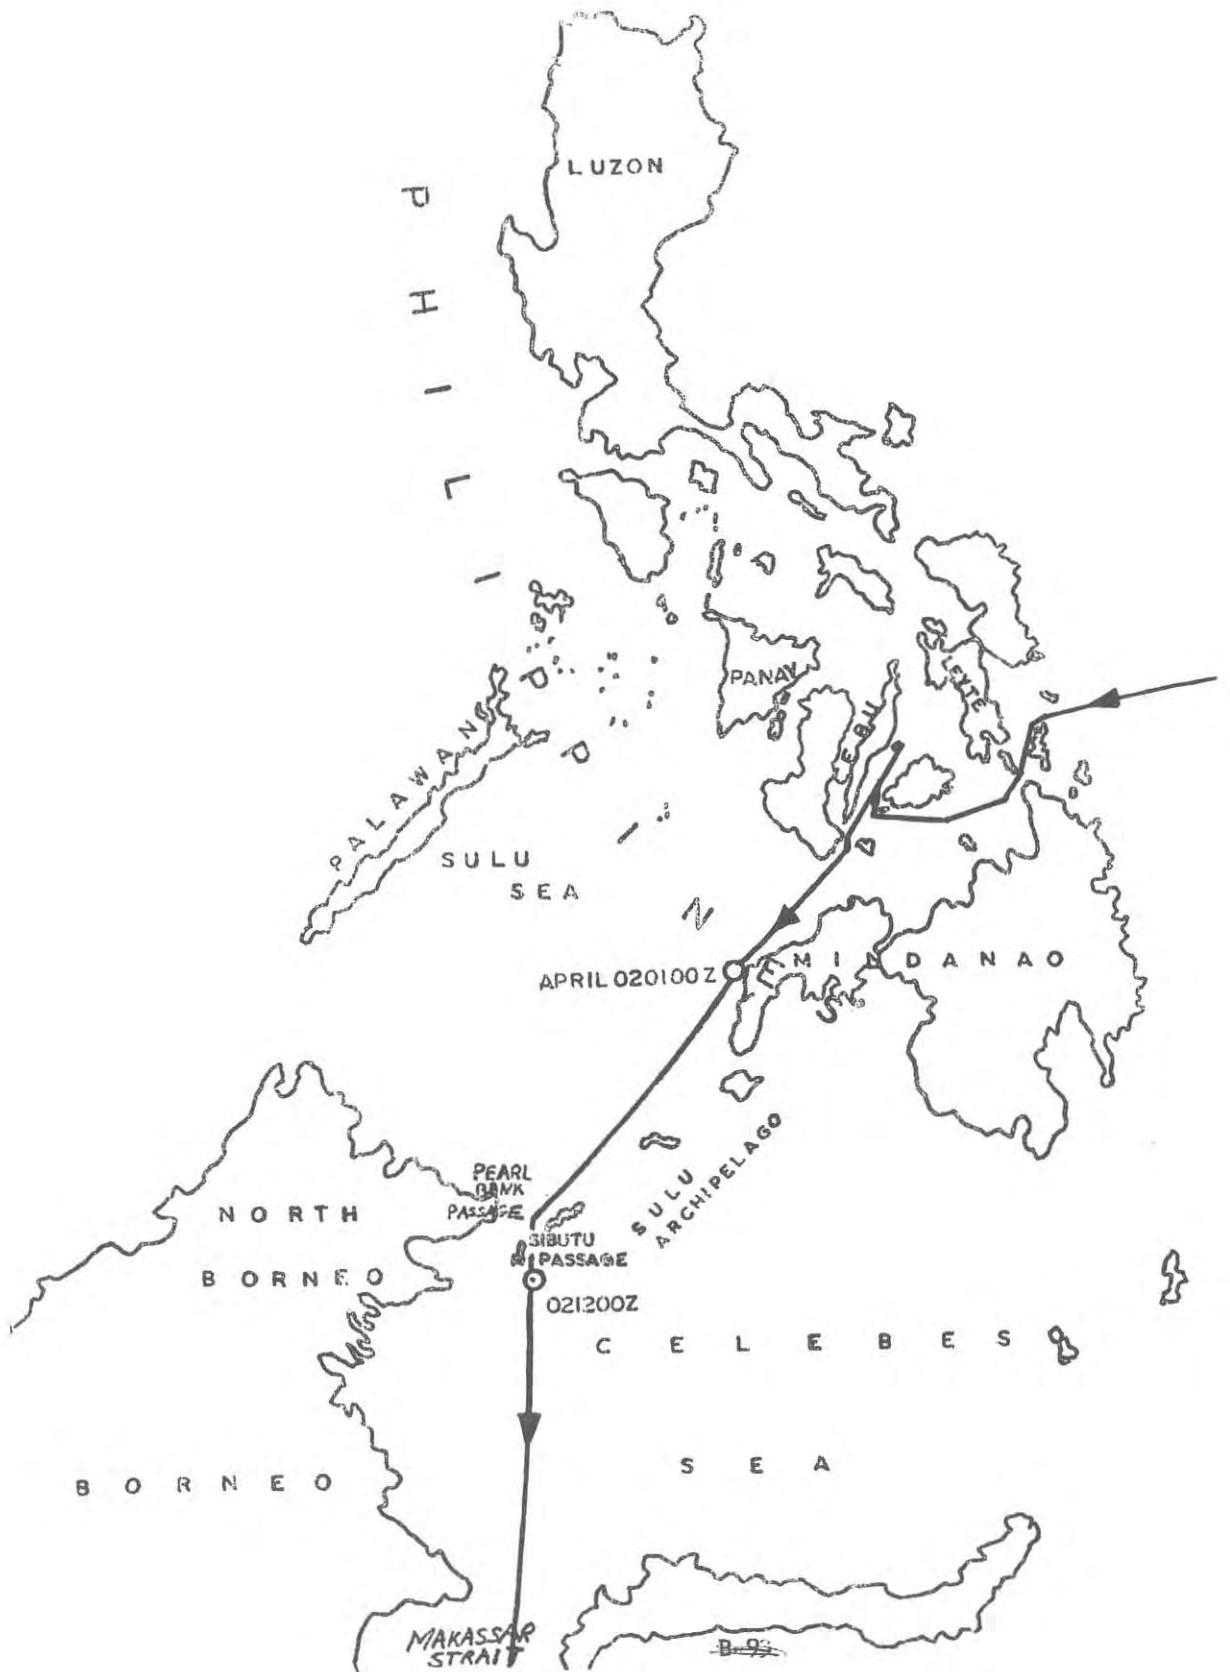 LUZON
PHILIPPINES
PANAY
LEYTE
CEBU
PALAWAN
SULU
SEA
MINDANAO
APRIL 020100Z
SULU
ARCHIPELAGO
PEARL
BANK
PASSAGE
NORTH
BORNEO
SIBUTU
PASSAGE
021200Z
CELEBES
SEA
BORNEO
MAKASSAR
STRAIT